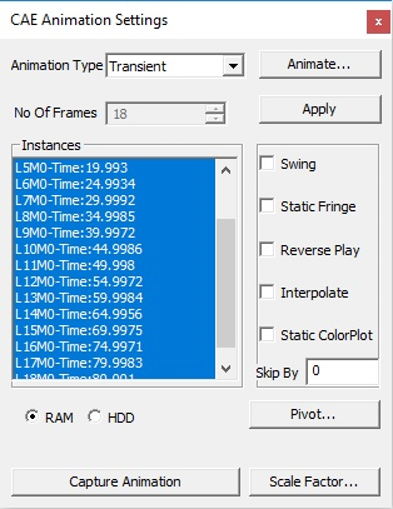 CAE Animation Settings
x
Animation Type Transient Animate...
No Of Frames 18 Apply
Instances
L5M0-Time:19.993
L6M0-Time:24.9934
L7M0-Time:29.9992
L8M0-Time:34.9985
L9M0-Time:39.9972
L10M0-Time:44.9986
L11M0-Time:49.998
L12M0-Time:54.9972
L13M0-Time:59.9984
L14M0-Time:64.9956
L15M0-Time:69.9975
L16M0-Time:74.9971
L17M0-Time:79.9983
L18M0-Time:80.001
Swing
Static Fringe
Reverse Play
Interpolate
Static ColorPlot
Skip By 0
RAM HDD Pivot...
Capture Animation Scale Factor...